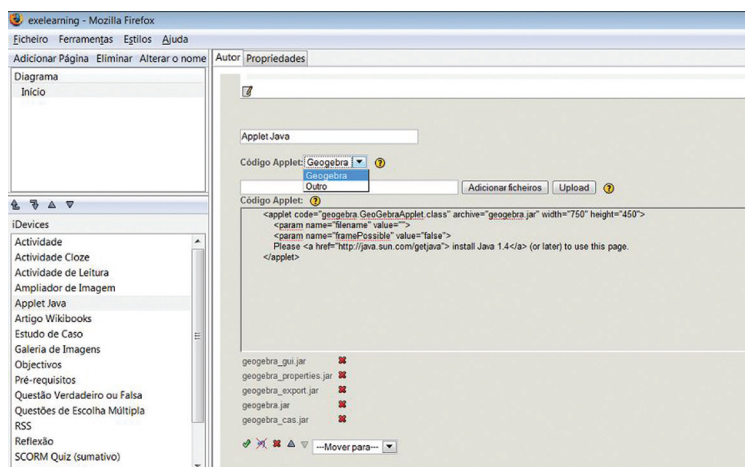 exelearning - Mozilla Firefox
Ficheiro Ferramentas Estilos Ajuda
Adicionar Página Eliminar Alterar o nome
Diagrama
Início
iDevices
Actividade
Actividade Cloze
Actividade de Leitura
Ampliador de Imagem
Applet Java
Artigo Wikibooks
Estudo de Caso
Galeria de Imagens
Objectivos
Pré-requisitos
Questão Verdadeiro ou Falsa
Questões de Escolha Múltipla
RSS
Reflexão
SCORM Quiz (sumativo)
Autor Propriedades
Applet Java
Código Applet: Geogebra
Geogebra
Outro
Adicionar ficheiros Upload
Código Applet:
<applet code="geogebra.GeoGebraApplet.class" archive="geogebra.jar" width="750" height="450">
<param name="filename" value="">
<param name="framePossible" value="false">
Please <a href="http://java.sun.com/getjava"> install Java 1.4</a> (or later) to use this page.
</applet>
geogebra_gui.jar
geogebra_properties.jar
geogebra_export.jar
geogebra.jar
geogebra_cas.jar
---Mover para---